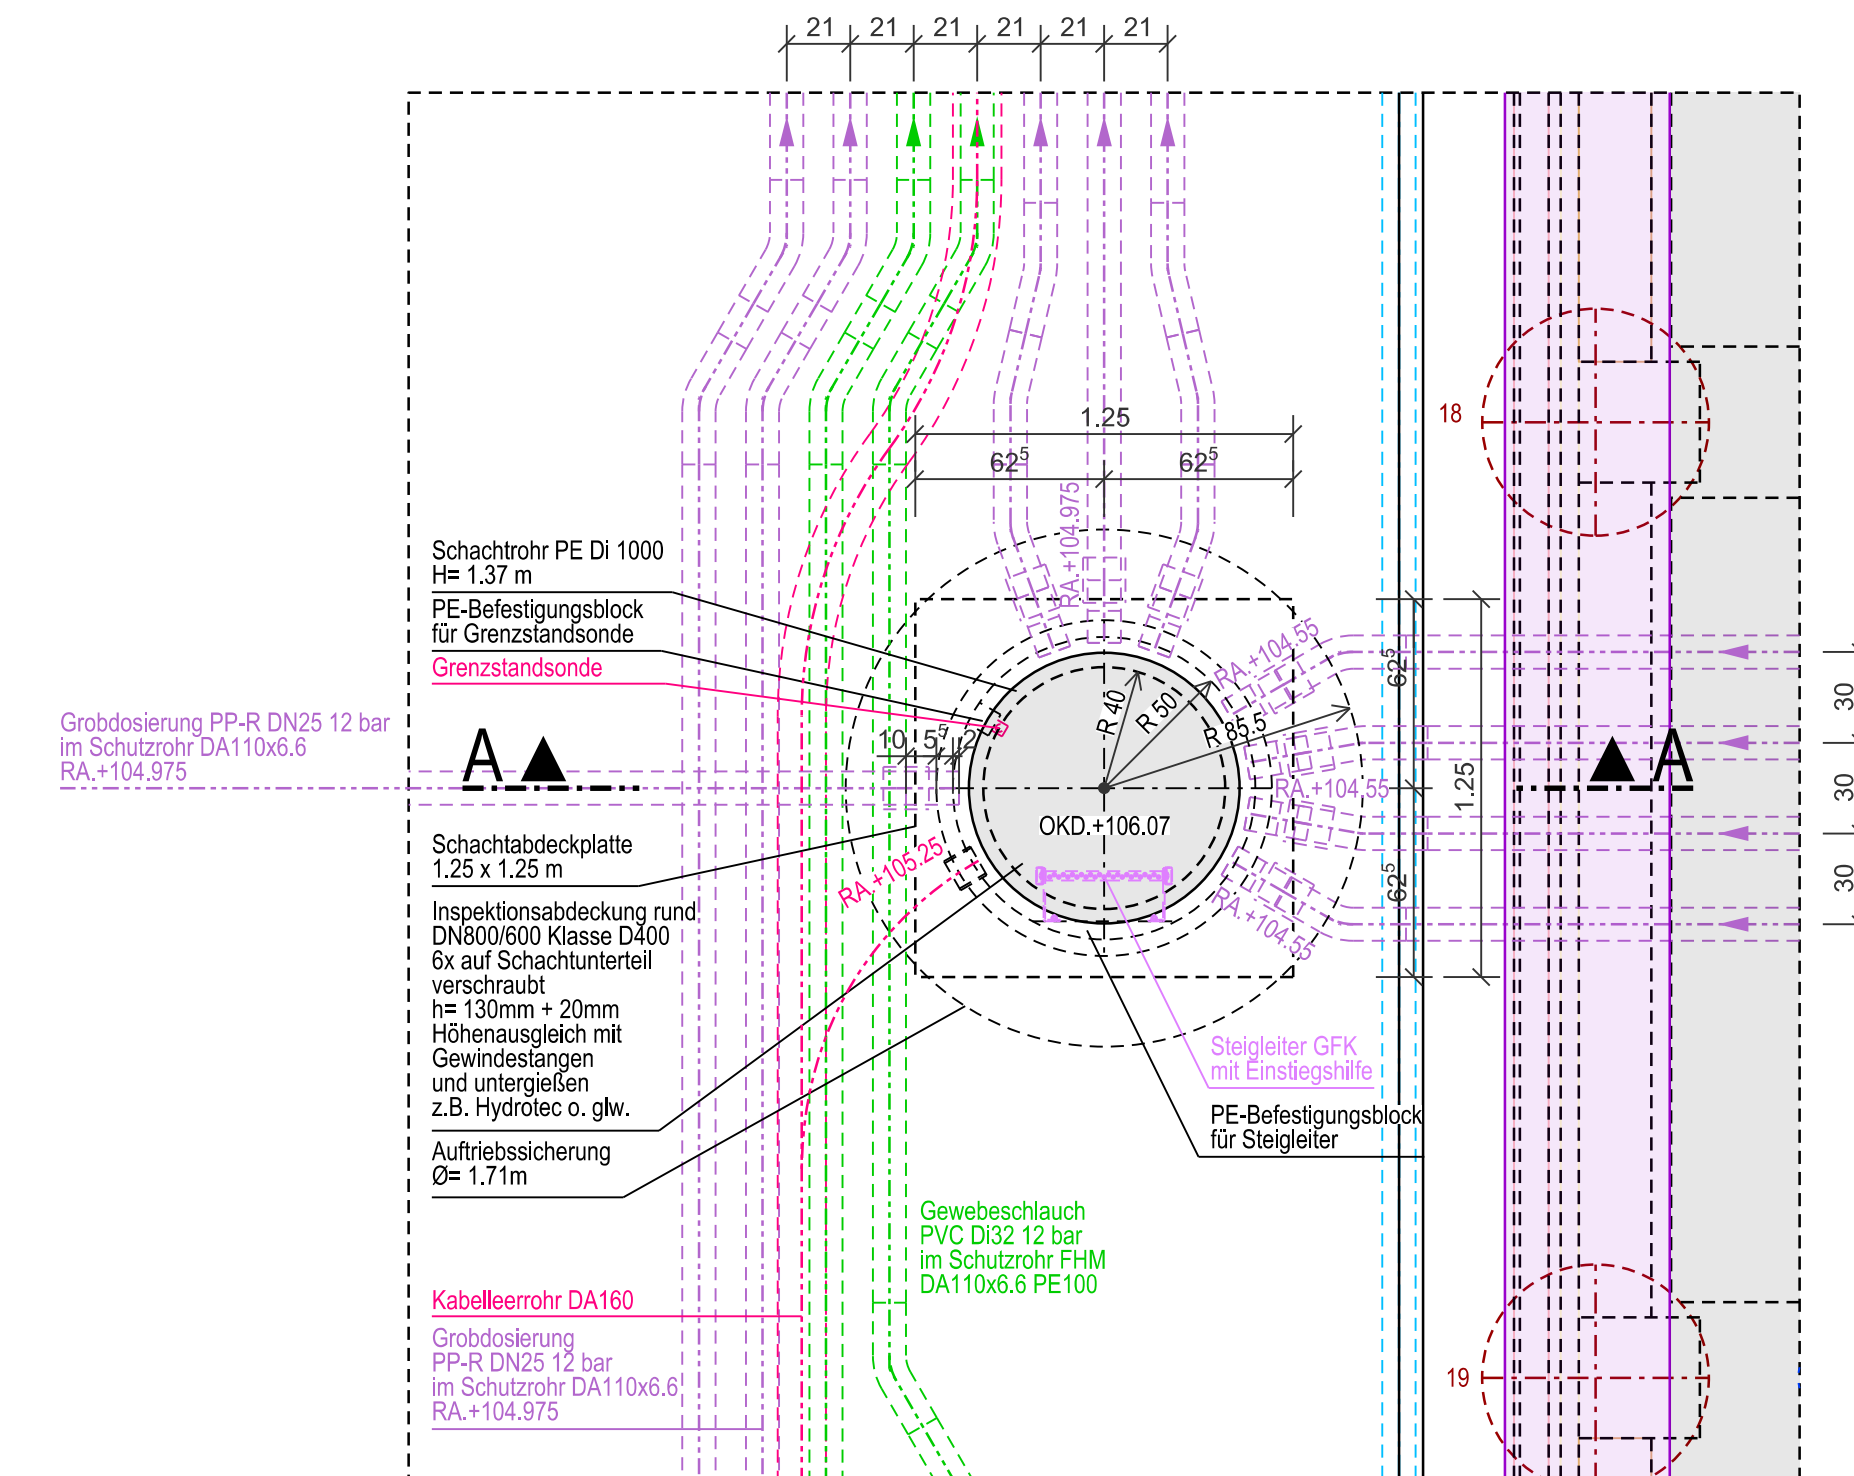 21 21 21 21 21 21
18
1.25
62⁵ 62⁵
RA.+104.975
Schachtrohr PE Di 1000
H= 1.37 m
PE-Befestigungsblock
für Grenzstandsonde
Grenzstandsonde
Grobdosierung PP-R DN25 12 bar
im Schutzrohr DA110x6.6
RA.+104.975
A
10 5⁵ 2
R 40
R 50
R 85.5
RA.+104.55
62⁵
30
A
RA.+104.55
1.25
30
OKD.+106.07
Schachtabdeckplatte
1.25 x 1.25 m
RA.+105.25
62⁵
30
RA.+104.55
Inspektionsabdeckung rund
DN800/600 Klasse D400
6x auf Schachtunterteil
verschraubt
h= 130mm + 20mm
Höhenausgleich mit
Gewindestangen
und untergießen
z.B. Hydrotec o. glw.
Steigleiter GFK
mit Einstiegshilfe
PE-Befestigungsblock
für Steigleiter
Auftriebssicherung
Ø= 1.71m
Gewebeschlauch
PVC Di32 12 bar
im Schutzrohr FHM
DA110x6.6 PE100
Kabelleerrohr DA160
Grobdosierung
PP-R DN25 12 bar
im Schutzrohr DA110x6.6
RA.+104.975
19